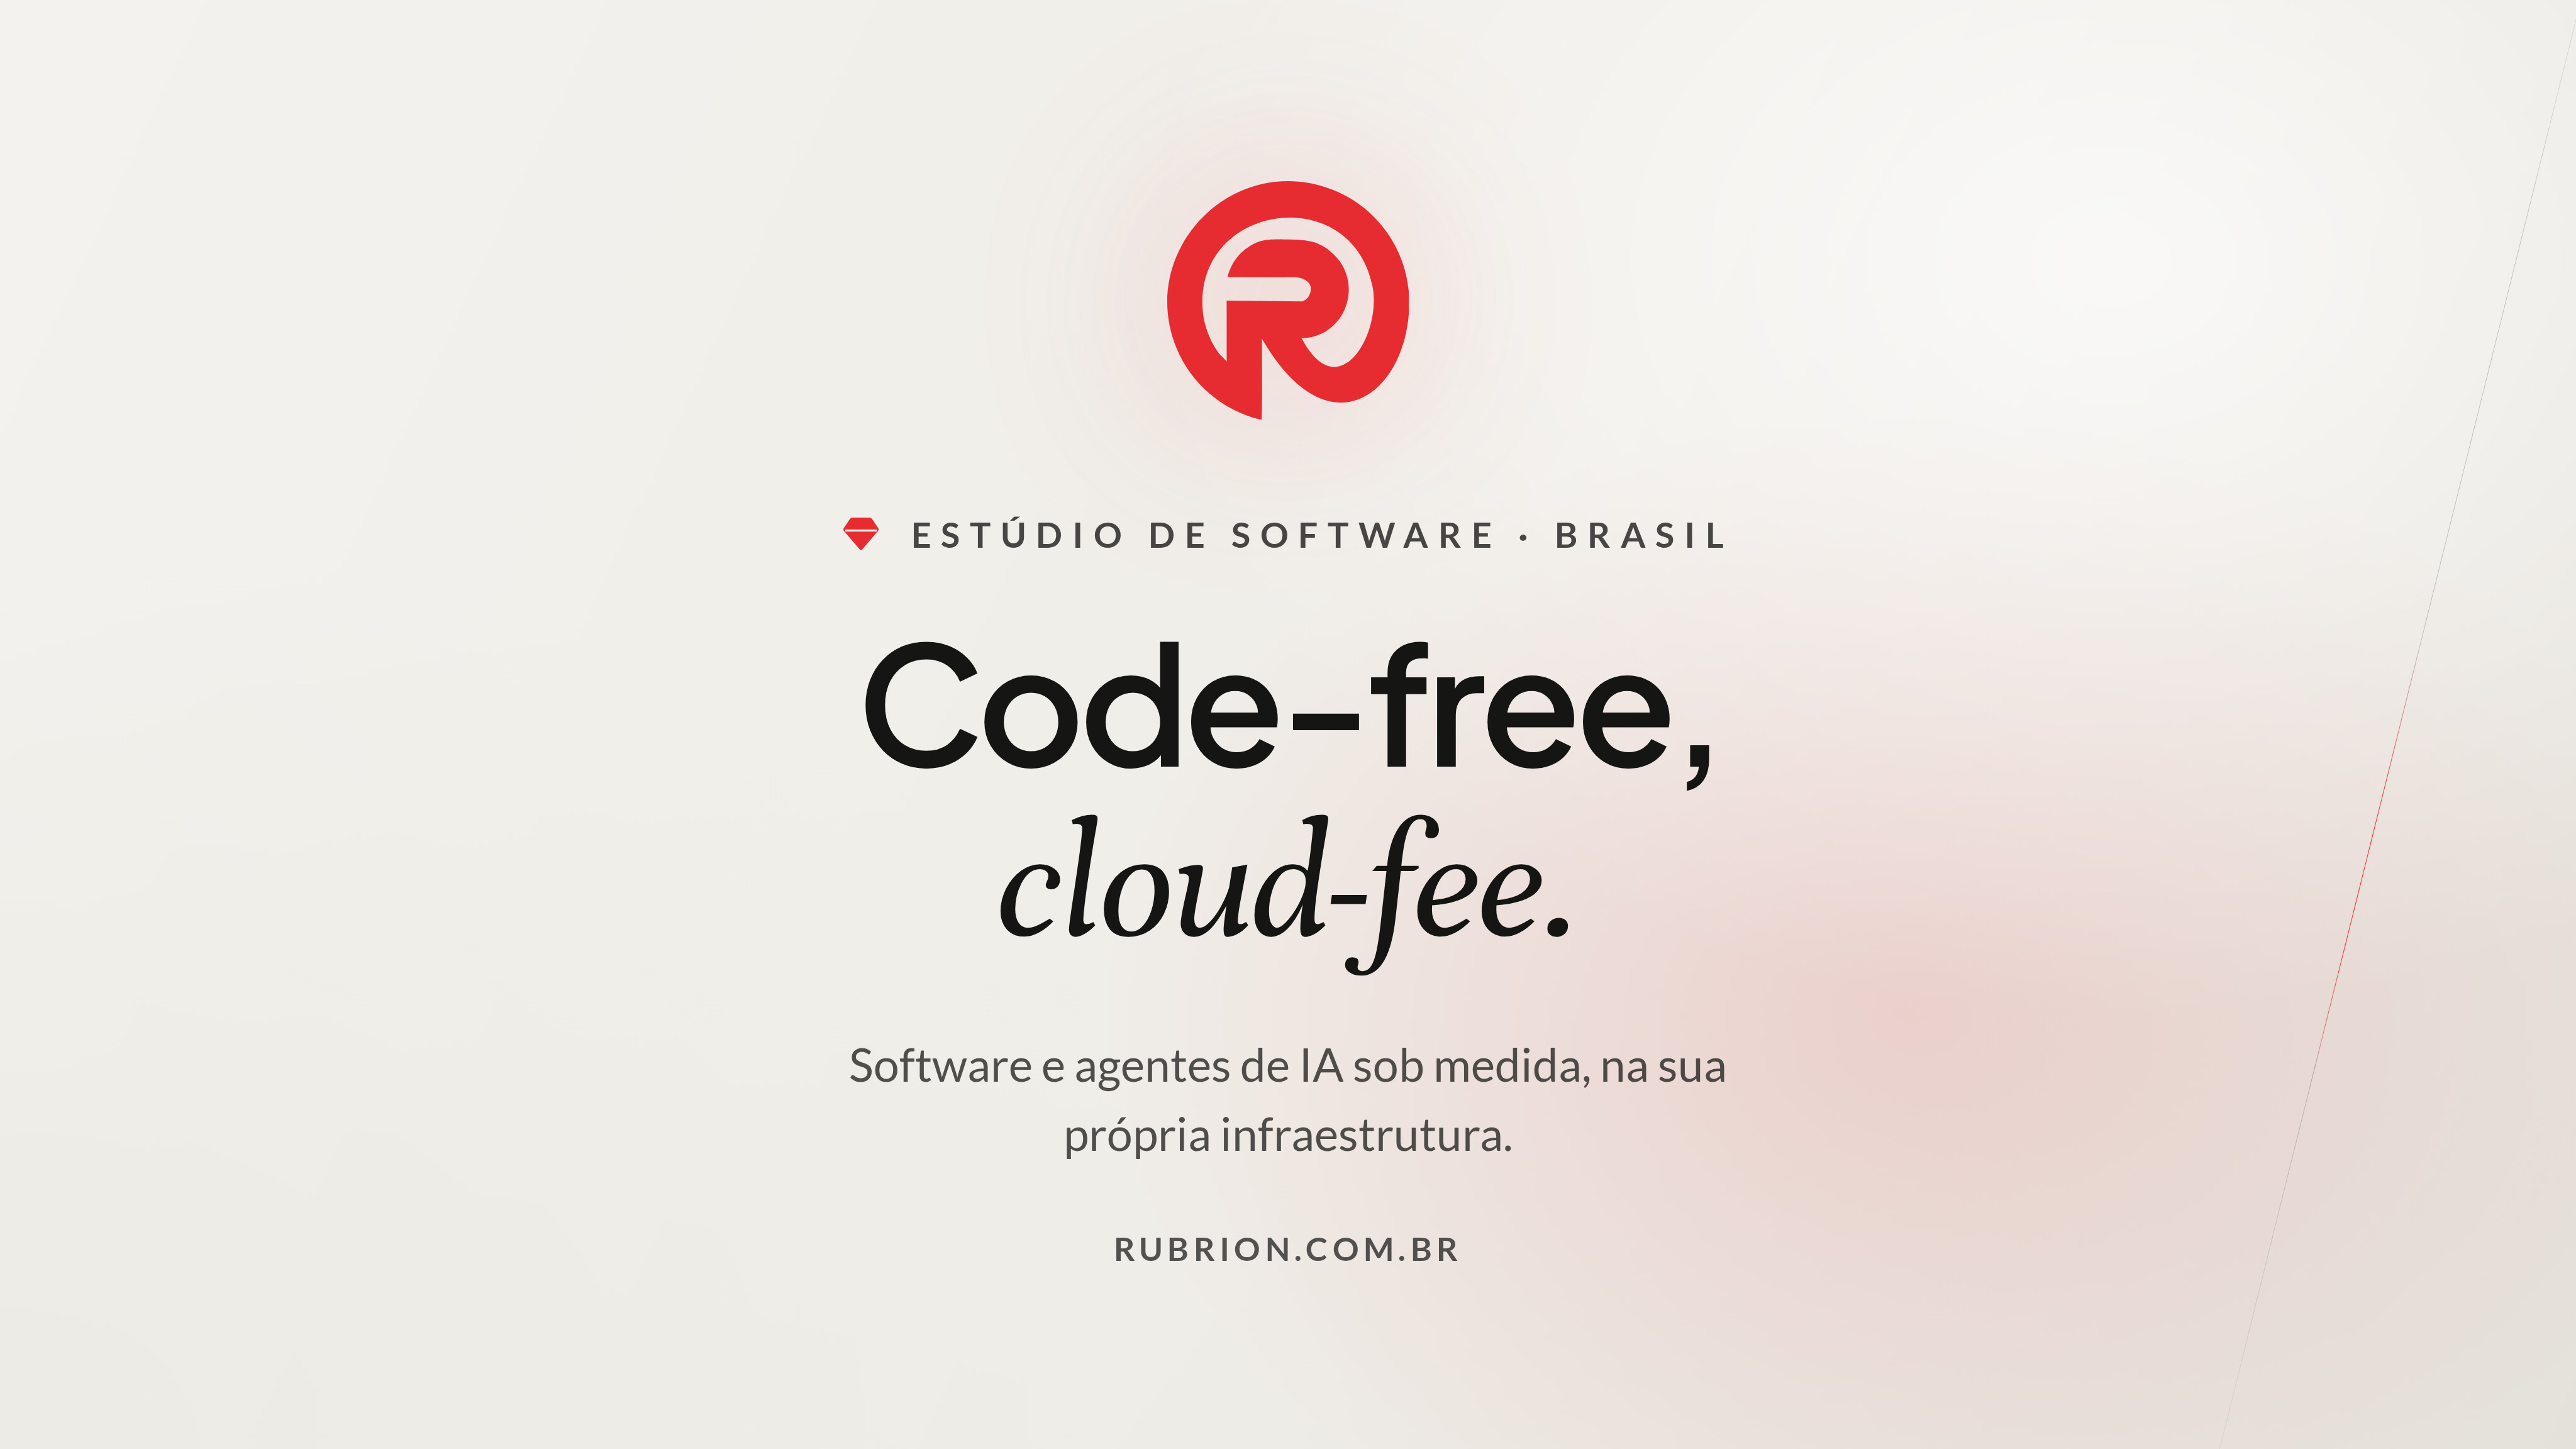 ESTÚDIO DE SOFTWARE · BRASIL
Code-free,
cloud-fee.
Software e agentes de IA sob medida, na sua
própria infraestrutura.
RUBRION.COM.BR